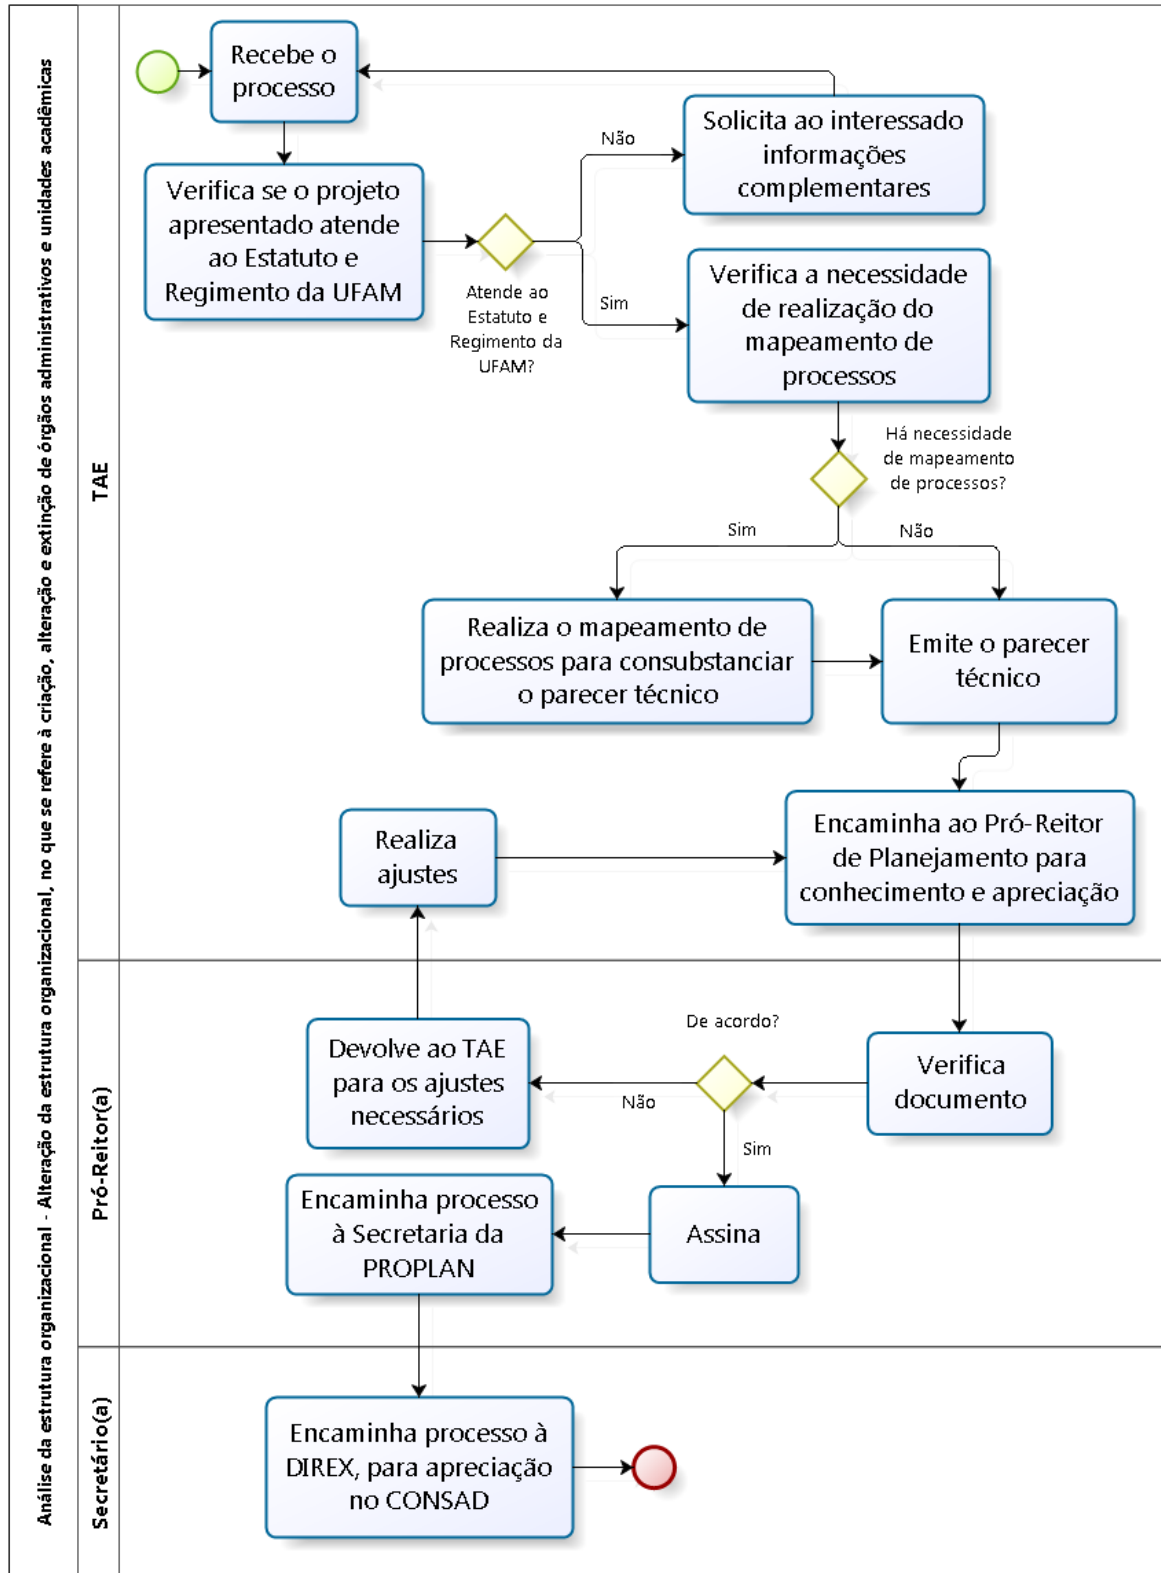 Análise da estrutura organizacional - Alteração da estrutura organizacional, no que se refere à criação, alteração e extinção de órgãos administrativos e unidades acadêmicas
TAE
Recebe o
processo
Solicita ao interessado
informações
complementares
Não
Verifica se o projeto
apresentado atende
ao Estatuto e
Regimento da UFAM
Atende ao
Estatuto e
Regimento da
UFAM?
Sim
Verifica a necessidade
de realização do
mapeamento de
processos
Há necessidade
de mapeamento
de processos?
Sim
Não
Realiza o mapeamento de
processos para consubstanciar
o parecer técnico
Emite o parecer
técnico
Realiza
ajustes
Encaminha ao Pró-Reitor
de Planejamento para
conhecimento e apreciação
Pró-Reitor(a)
De acordo?
Devolve ao TAE
para os ajustes
necessários
Não
Verifica
documento
Sim
Encaminha processo
à Secretaria da
PROPLAN
Assina
Secretário(a)
Encaminha processo à
DIREX, para apreciação
no CONSAD